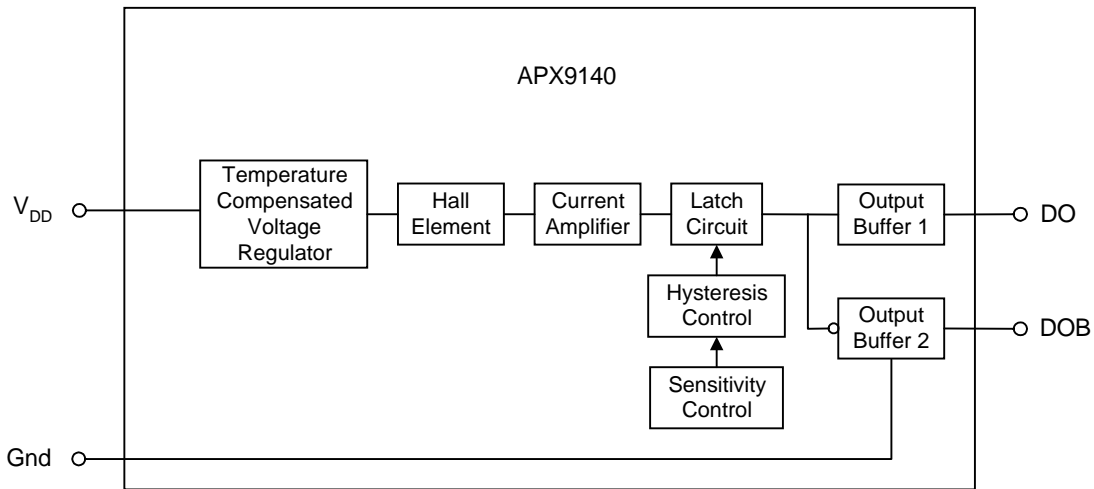 APX9140
Temperature
Compensated
Voltage
Regulator
Hall
Element
Current
Amplifier
Latch
Circuit
Output
Buffer 1
VDD
DO
Hysteresis
Control
Output
Buffer 2
DOB
Sensitivity
Control
Gnd